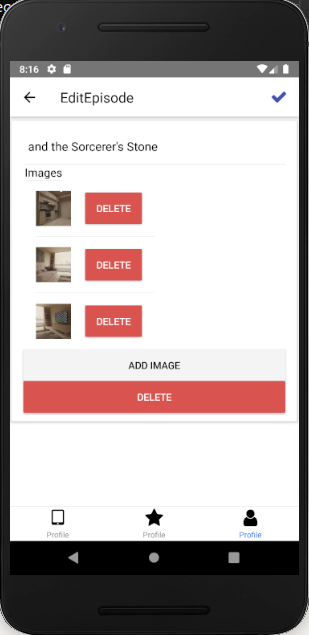 8:16
EditEpisode
and the Sorcerer's Stone
Images
DELETE
DELETE
DELETE
ADD IMAGE
DELETE
Profile
Profile
Profile